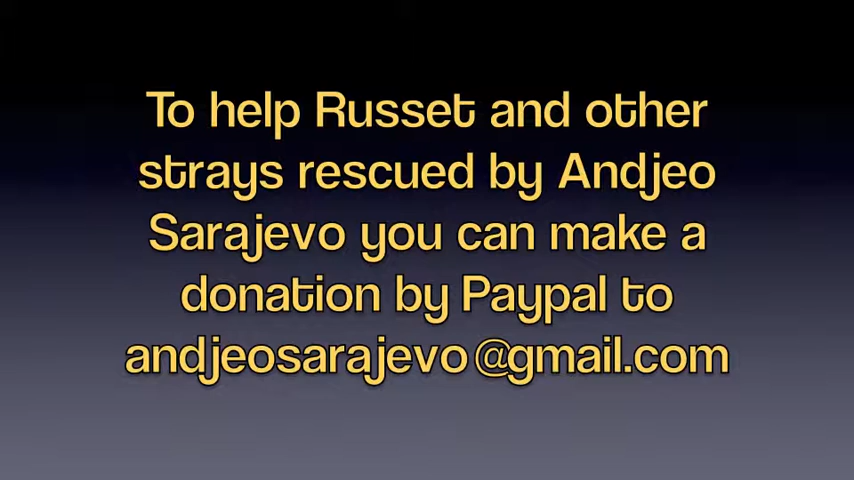 To help Russet and other
strays rescued by Andjeo
Sarajevo you can make a
donation by Paypal to
andjeosarajevo@gmail.com